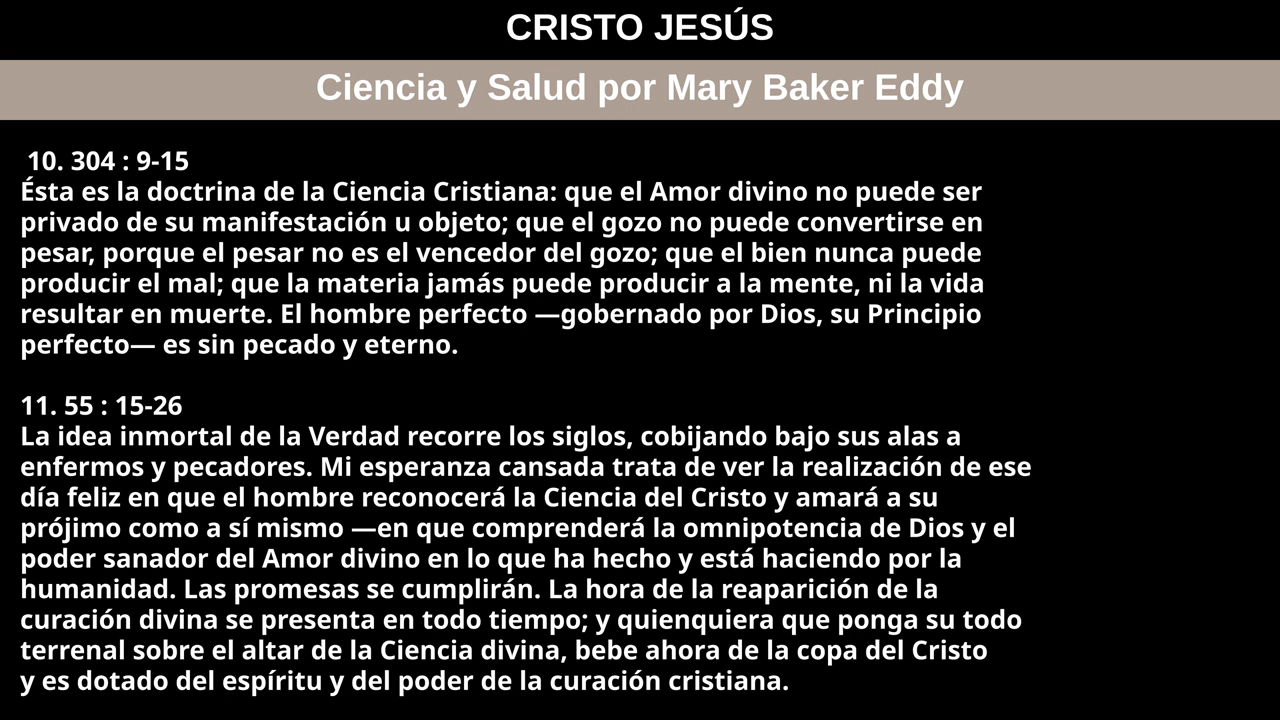 CRISTO JESÚS
Ciencia y Salud por Mary Baker Eddy
10. 304 : 9-15
Ésta es la doctrina de la Ciencia Cristiana: que el Amor divino no puede ser
privado de su manifestación u objeto; que el gozo no puede convertirse en
pesar, porque el pesar no es el vencedor del gozo; que el bien nunca puede
producir el mal; que la materia jamás puede producir a la mente, ni la vida
resultar en muerte. El hombre perfecto —gobernado por Dios, su Principio
perfecto— es sin pecado y eterno.
11. 55 : 15-26
La idea inmortal de la Verdad recorre los siglos, cobijando bajo sus alas a
enfermos y pecadores. Mi esperanza cansada trata de ver la realización de ese
día feliz en que el hombre reconocerá la Ciencia del Cristo y amará a su
prójimo como a sí mismo —en que comprenderá la omnipotencia de Dios y el
poder sanador del Amor divino en lo que ha hecho y está haciendo por la
humanidad. Las promesas se cumplirán. La hora de la reaparición de la
curación divina se presenta en todo tiempo; y quienquiera que ponga su todo
terrenal sobre el altar de la Ciencia divina, bebe ahora de la copa del Cristo
y es dotado del espíritu y del poder de la curación cristiana.